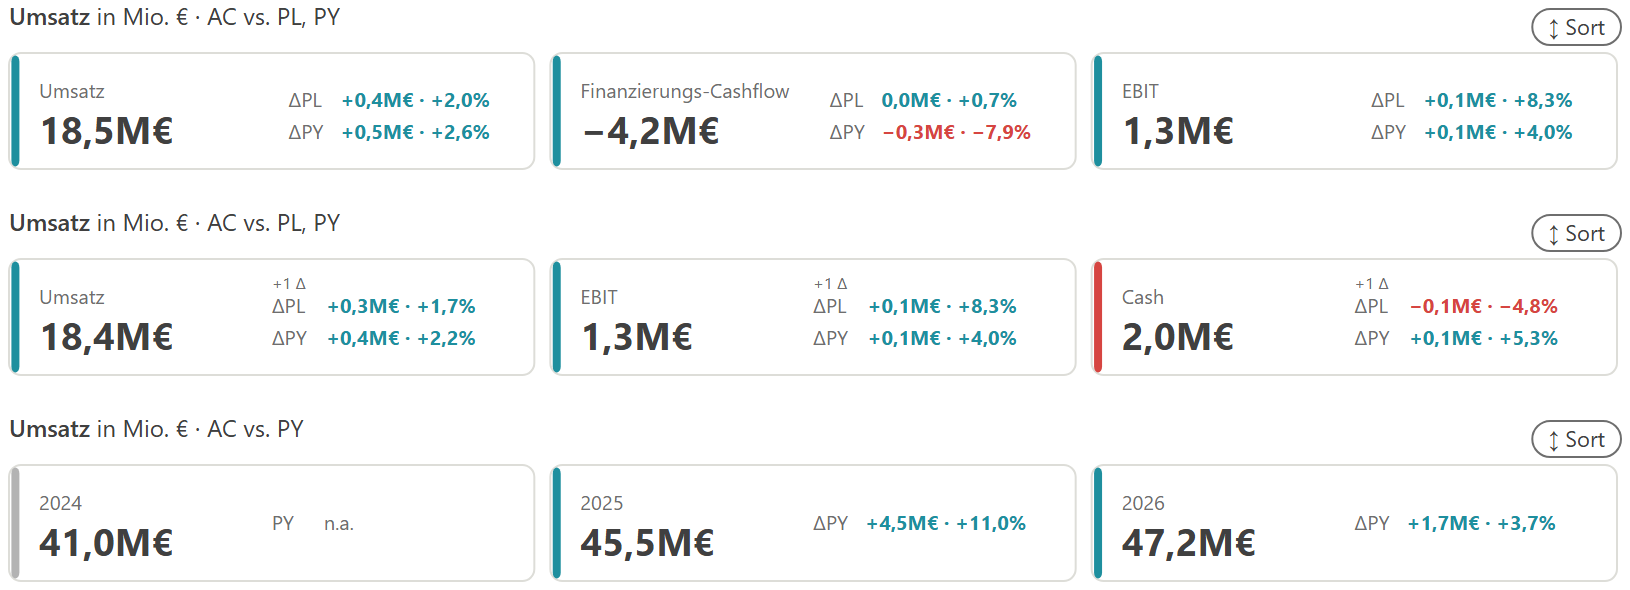 Umsatz in Mio. € · AC vs. PL, PY
↕ Sort
Umsatz
18,5M€
ΔPL +0,4M€ · +2,0%
ΔPY +0,5M€ · +2,6%
Finanzierungs-Cashflow
−4,2M€
ΔPL 0,0M€ · +0,7%
ΔPY −0,3M€ · −7,9%
EBIT
1,3M€
ΔPL +0,1M€ · +8,3%
ΔPY +0,1M€ · +4,0%
Umsatz in Mio. € · AC vs. PL, PY
↕ Sort
Umsatz
18,4M€
+1 Δ
ΔPL +0,3M€ · +1,7%
ΔPY +0,4M€ · +2,2%
EBIT
1,3M€
+1 Δ
ΔPL +0,1M€ · +8,3%
ΔPY +0,1M€ · +4,0%
Cash
2,0M€
+1 Δ
ΔPL −0,1M€ · −4,8%
ΔPY +0,1M€ · +5,3%
Umsatz in Mio. € · AC vs. PY
↕ Sort
2024
41,0M€
PY n.a.
2025
45,5M€
ΔPY +4,5M€ · +11,0%
2026
47,2M€
ΔPY +1,7M€ · +3,7%